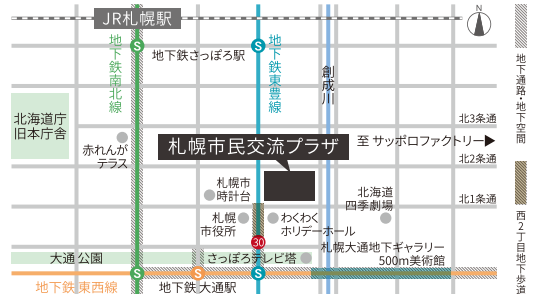 JR札幌駅
N
S
S
地下鉄南北線
地下鉄さっぽろ駅
地下鉄東豊線
創成川
地下通路・地下空間
北海道庁
旧本庁舎
赤れんが
テラス
北3条通
札幌市民交流プラザ
至 サッポロファクトリー
北2条通
札幌市
時計台
北海道
四季劇場
北1条通
札幌
市役所
わくわく
ホリデーホール
30
西2丁目地下歩道
大通公園
さっぽろテレビ塔
札幌大通地下ギャラリー
500m美術館
S
S
S
地下鉄東西線
地下鉄大通駅